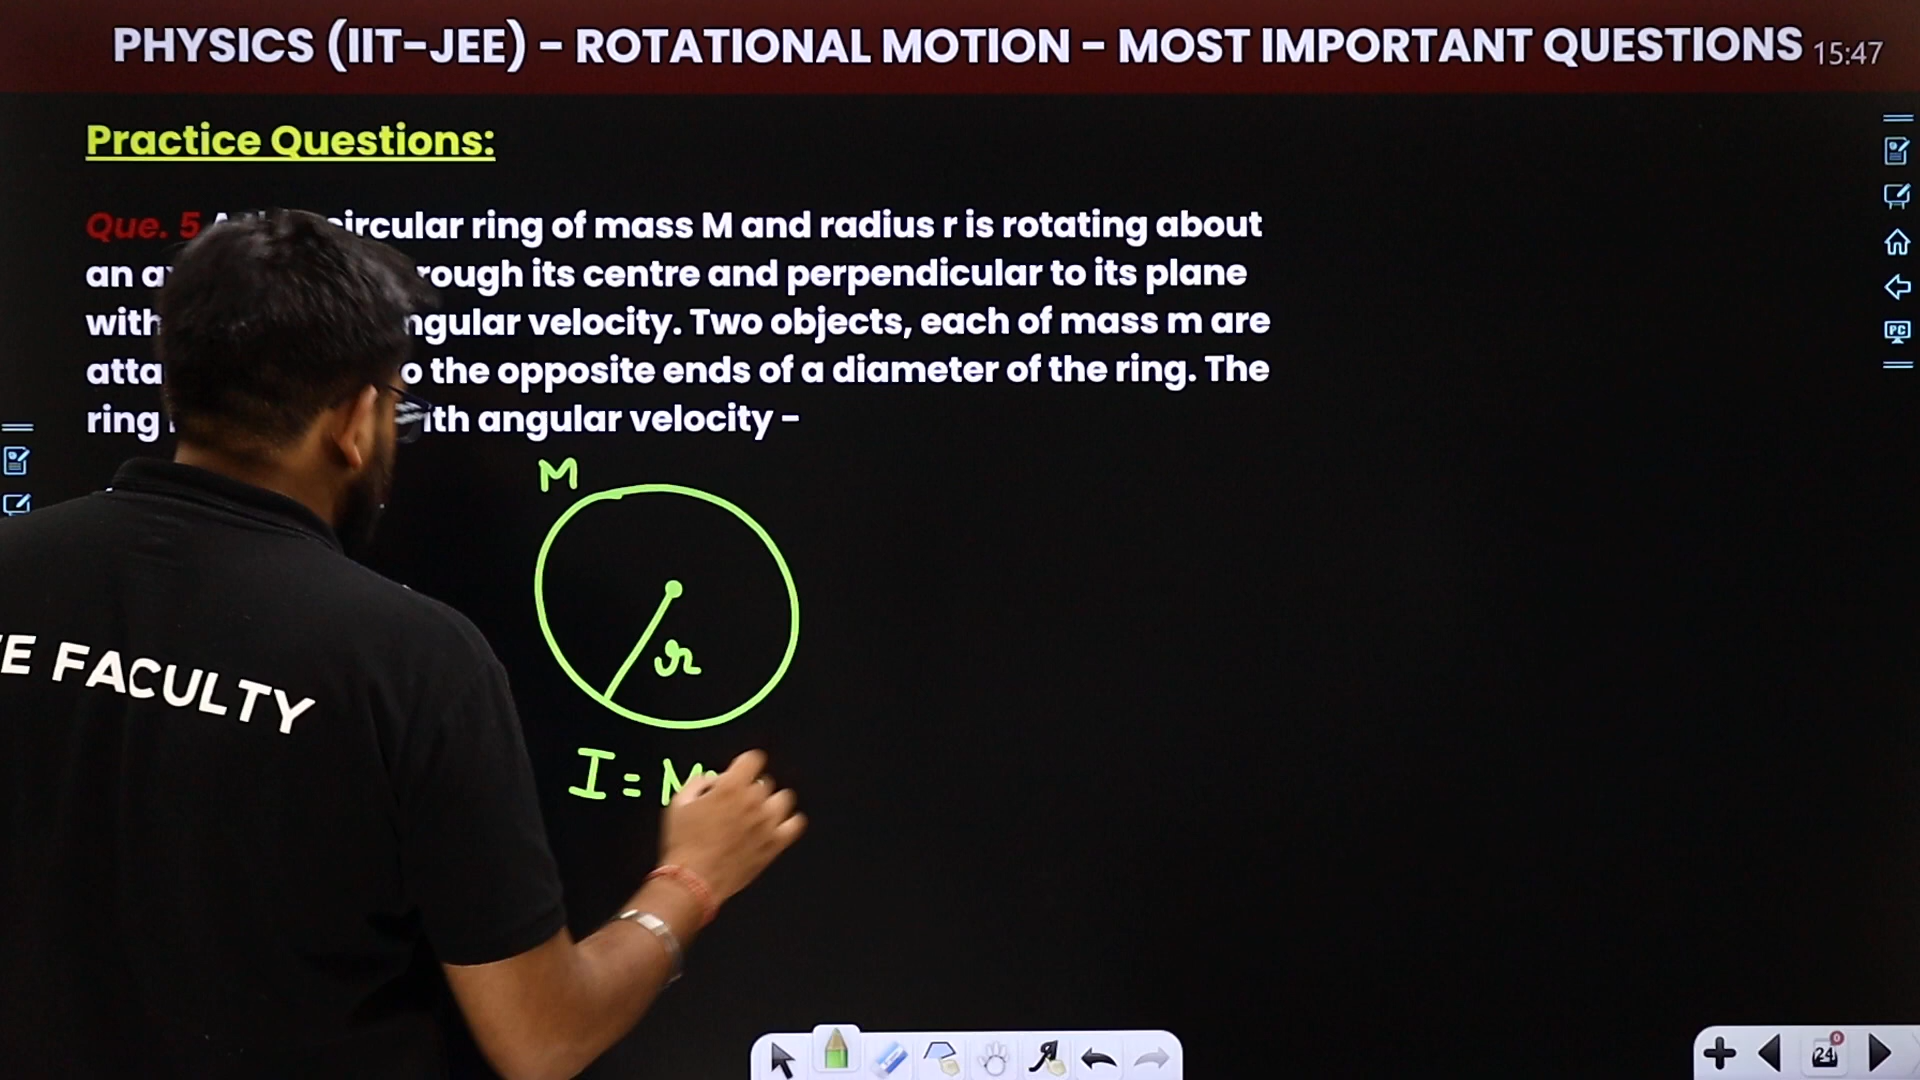 PHYSICS (IIT-JEE) - ROTATIONAL MOTION - MOST IMPORTANT QUESTIONS 15:47
Practice Questions:
Que. 5 ircular ring of mass M and radius r is rotating about
an rough its centre and perpendicular to its plane
with ngular velocity. Two objects, each of mass m are
atta o the opposite ends of a diameter of the ring. The
ring ith angular velocity -
M
r
I = M
E FACULTY
PC
24
0